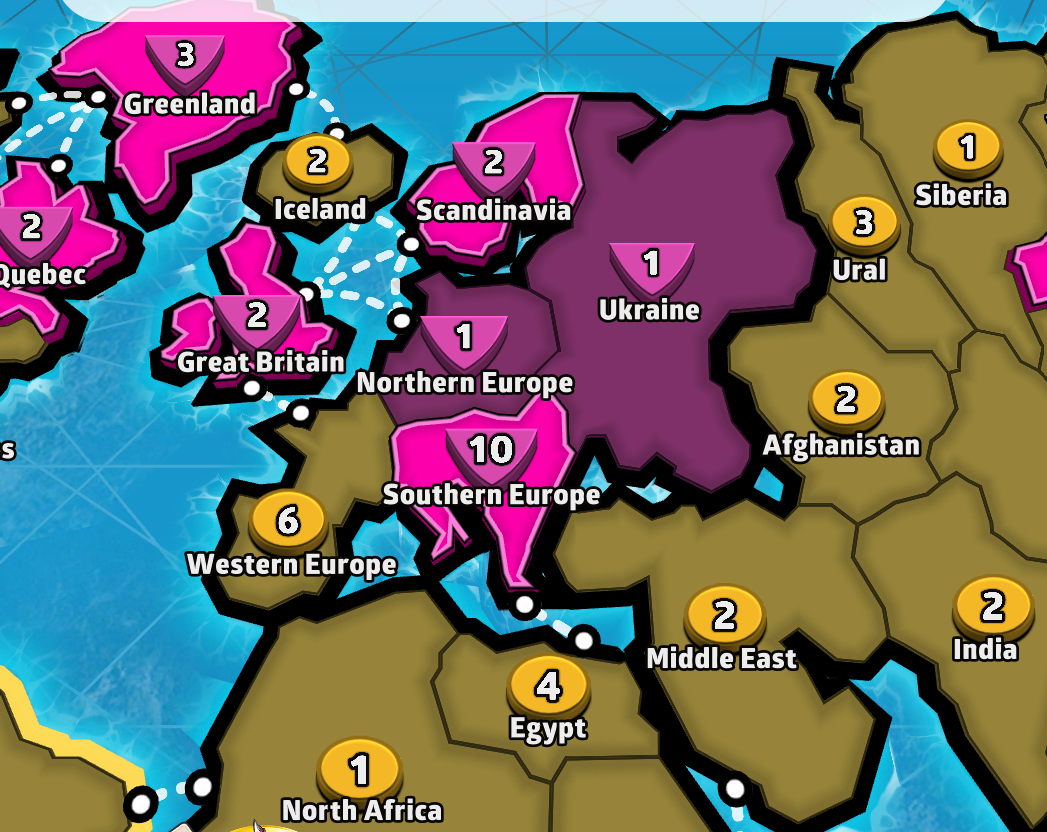 3
Greenland
2
Iceland
2
Scandinavia
1
Siberia
3
Ural
2
Quebec
1
Ukraine
2
Great Britain
1
Northern Europe
2
Afghanistan
10
Southern Europe
s
6
Western Europe
2
Middle East
2
India
4
Egypt
1
North Africa